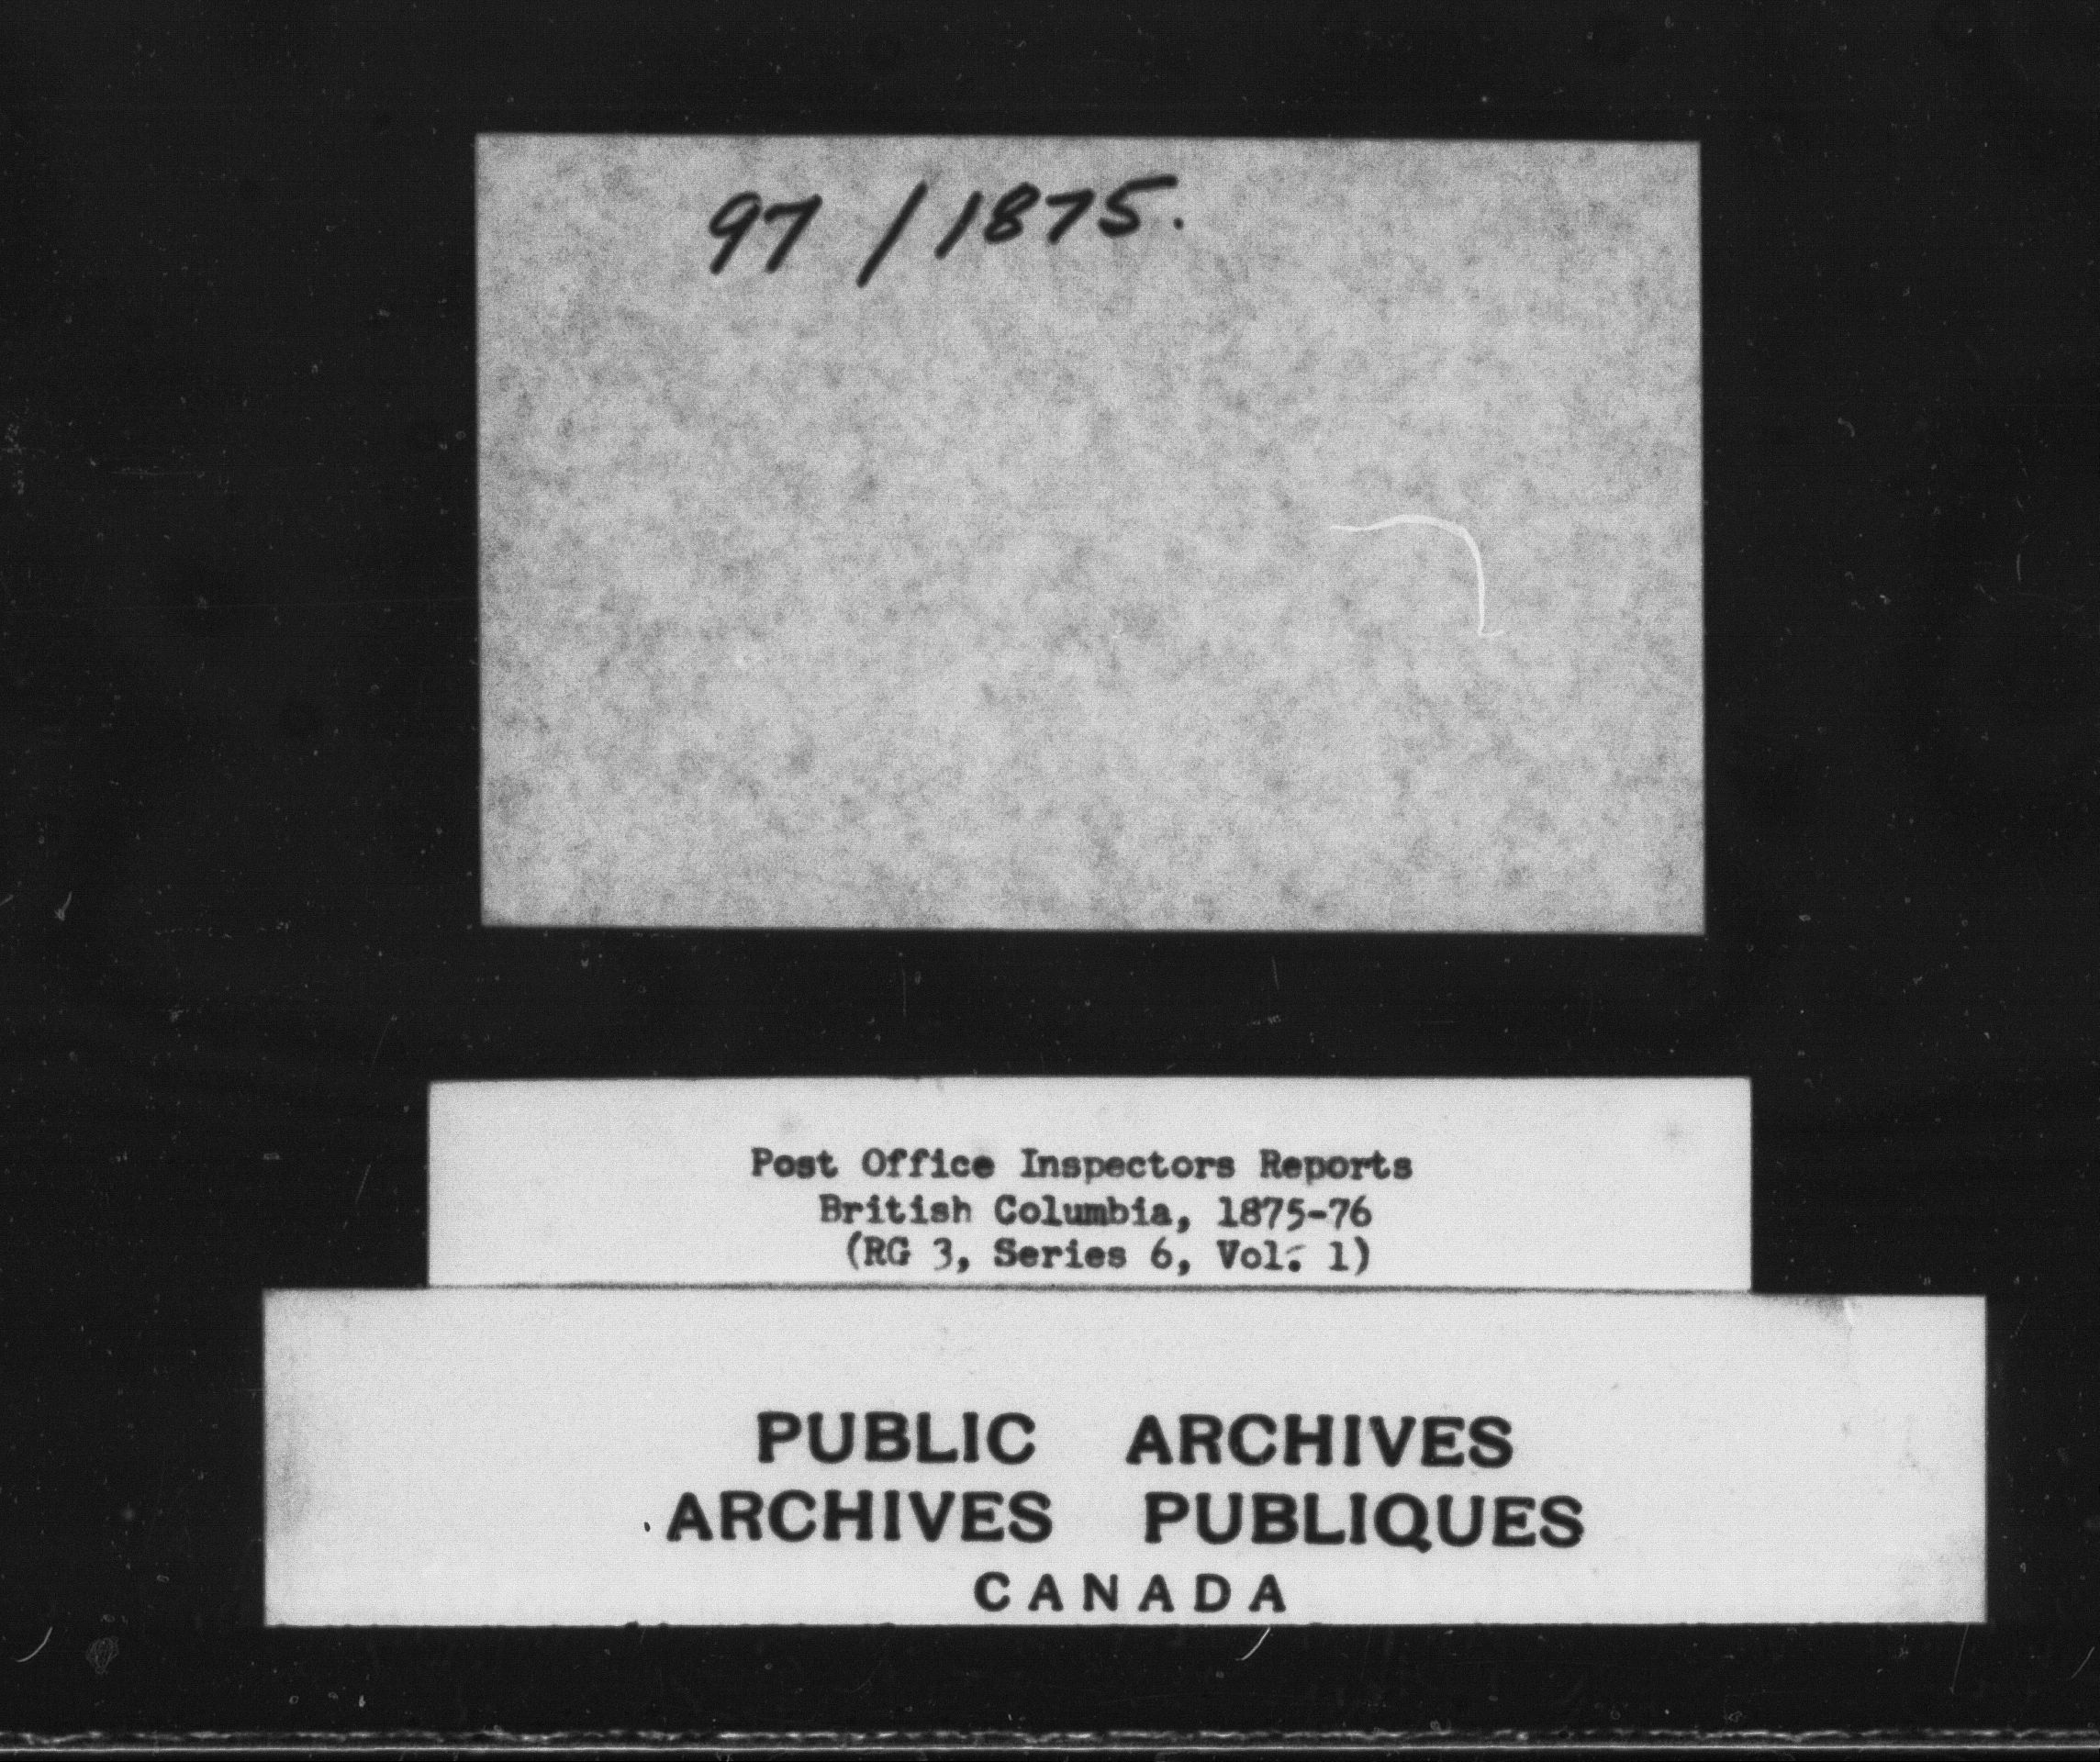 97 / 1875.
Post Office Inspectors Reports
British Columbia, 1875-76
(RG 3, Series 6, Vol. 1)
PUBLIC ARCHIVES
ARCHIVES PUBLIQUES
CANADA